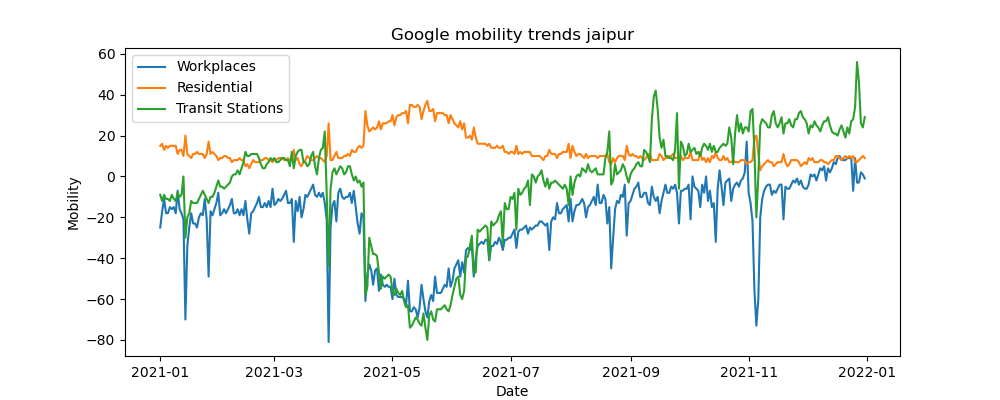 Google mobility trends jaipur
Workplaces
Residential
Transit Stations
Mobility
60
40
20
0
−20
−40
−60
−80
2021-01
2021-03
2021-05
2021-07
2021-09
2021-11
2022-01
Date